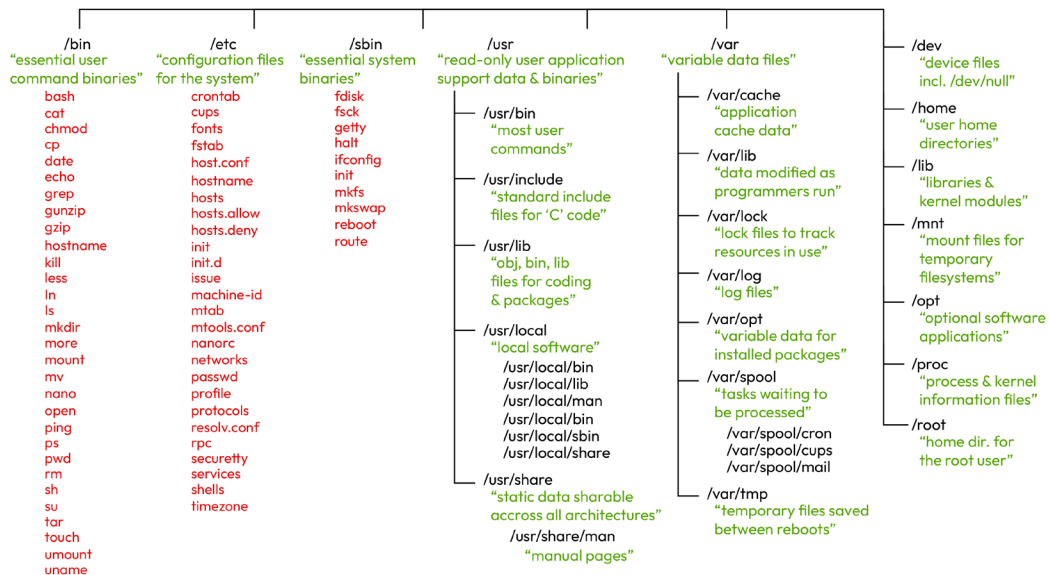 /bin
“essential user
command binaries”
bash
cat
chmod
cp
date
echo
grep
gunzip
gzip
hostname
kill
less
ln
ls
mkdir
more
mount
mv
nano
open
ping
ps
pwd
rm
sh
su
tar
touch
umount
uname
/etc
“configuration files
for the system”
crontab
cups
fonts
fstab
host.conf
hostname
hosts
hosts.allow
hosts.deny
init
init.d
issue
machine-id
mtab
mtools.conf
nanorc
networks
passwd
profile
protocols
resolv.conf
rpc
securetty
services
shells
timezone
/sbin
“essential system
binaries”
fdisk
fsck
getty
halt
ifconfig
init
mkfs
mkswap
reboot
route
/usr
“read-only user application
support data & binaries”
/usr/bin
“most user
commands”
/usr/include
“standard include
files for ‘C’ code”
/usr/lib
“obj, bin, lib
files for coding
& packages”
/usr/local
“local software”
/usr/local/bin
/usr/local/lib
/usr/local/man
/usr/local/bin
/usr/local/sbin
/usr/local/share
/usr/share
“static data sharable
accross all architectures”
/usr/share/man
“manual pages”
/var
“variable data files”
/var/cache
“application
cache data”
/var/lib
“data modified as
programmers run”
/var/lock
“lock files to track
resources in use”
/var/log
“log files”
/var/opt
“variable data for
installed packages”
/var/spool
“tasks waiting to
be processed”
/var/spool/cron
/var/spool/cups
/var/spool/mail
/var/tmp
“temporary files saved
between reboots”
/dev
“device files
incl. /dev/null”
/home
“user home
directories”
/lib
“libraries &
kernel modules”
/mnt
“mount files for
temporary
filesystems”
/opt
“optional software
applications”
/proc
“process & kernel
information files”
/root
“home dir. for
the root user”